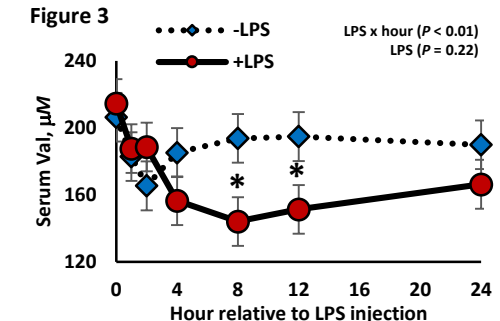 Figure 3
-LPS
+LPS
LPS x hour (P < 0.01)
LPS (P = 0.22)
Serum Val, µM
240
200
160
120
*
*
0 4 8 12 16 20 24
Hour relative to LPS injection